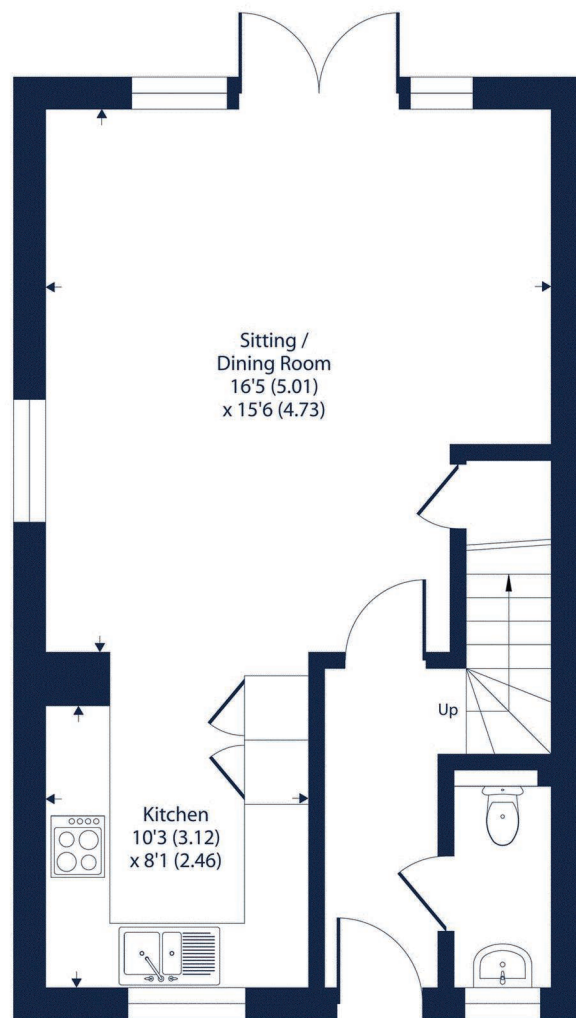 Sitting /
Dining Room
16'5 (5.01)
x 15'6 (4.73)
Up
Kitchen
10'3 (3.12)
x 8'1 (2.46)